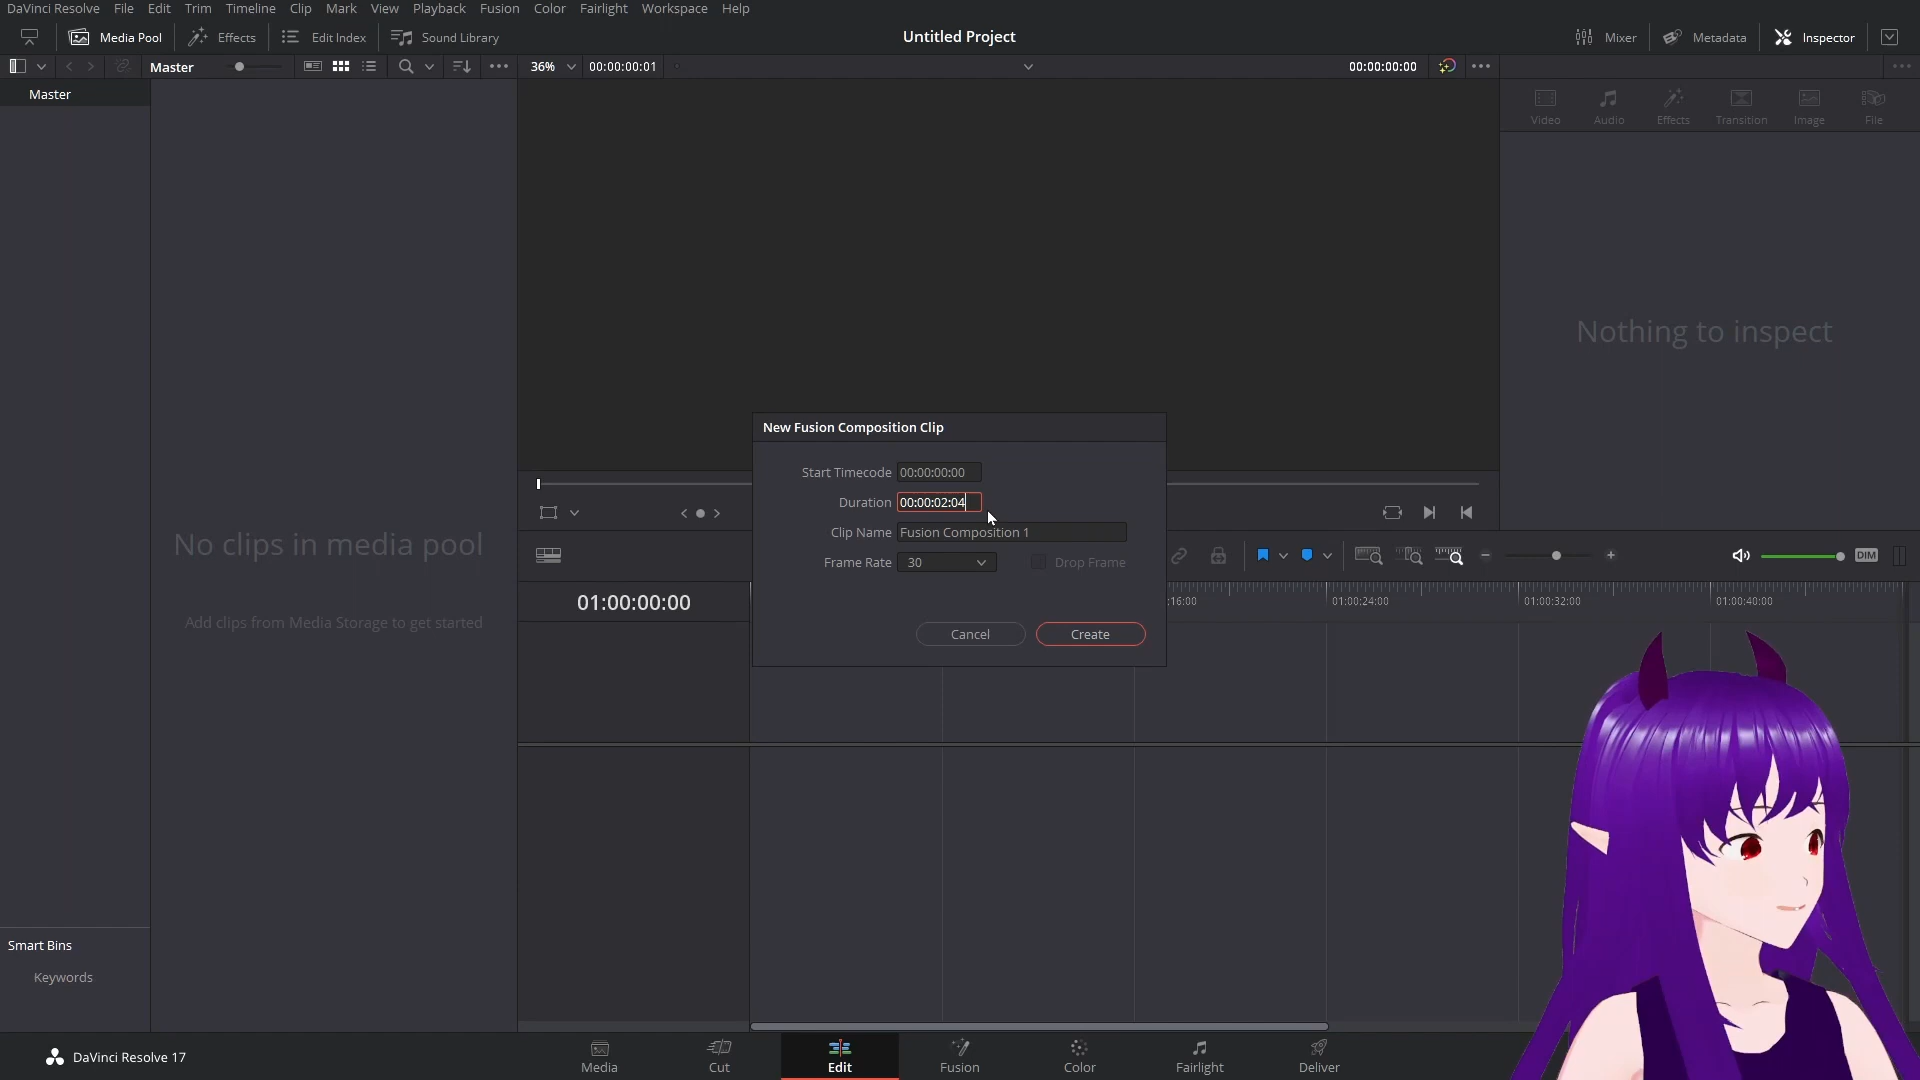 DaVinci Resolve File Edit Trim Timeline Clip Mark View Playback Fusion Color Fairlight Workspace Help
Media Pool Effects Edit Index Sound Library Untitled Project Mixer Metadata Inspector
Master 36% 00:00:00:01 00:00:00:00
Master
Video Audio Effects Transition Image File
Nothing to inspect
New Fusion Composition Clip
Start Timecode 00:00:00:00
Duration 00:00:02:04
Clip Name Fusion Composition 1
Frame Rate 30 Drop Frame
Cancel Create
No clips in media pool
Add clips from Media Storage to get started
DIM
01:00:00:00 :16:00 01:00:24:00 01:00:32:00 01:00:40:00
Smart Bins
Keywords
DaVinci Resolve 17
Media Cut Edit Fusion Color Fairlight Deliver